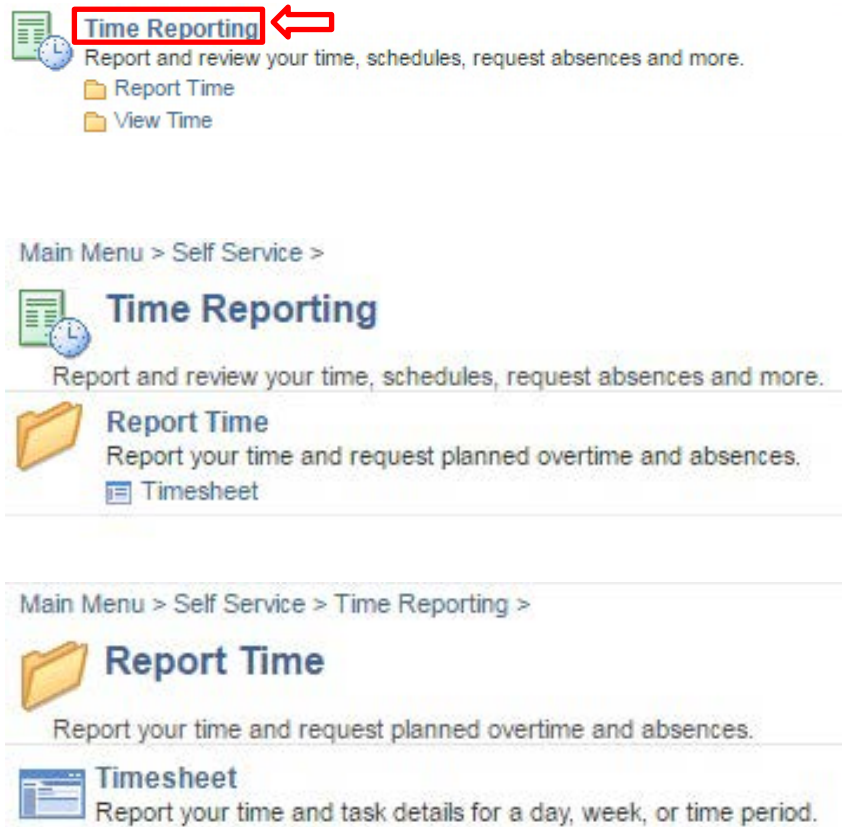 Time Reporting
Report and review your time, schedules, request absences and more.
Report Time
View Time
Main Menu > Self Service >
Time Reporting
Report and review your time, schedules, request absences and more.
Report Time
Report your time and request planned overtime and absences.
Timesheet
Main Menu > Self Service > Time Reporting >
Report Time
Report your time and request planned overtime and absences.
Timesheet
Report your time and task details for a day, week, or time period.